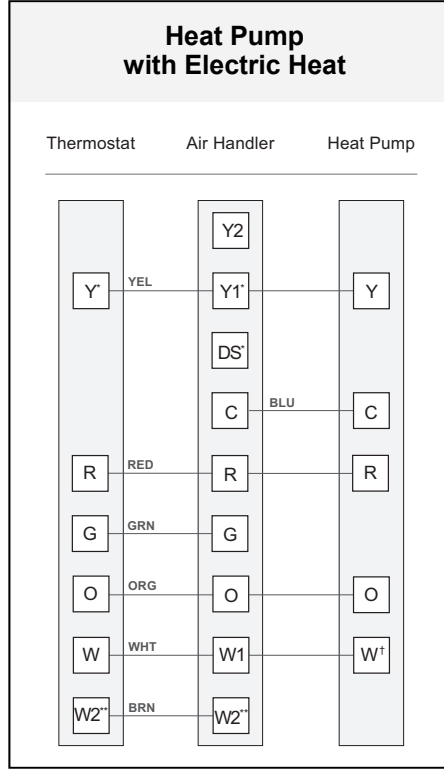 Heat Pump
with Electric Heat
Thermostat Air Handler Heat Pump
Y2
Y* YEL Y1* Y
DS*
C BLU C
R RED R R
G GRN G
O ORG O O
W WHT W1 W†
W2** BRN W2**